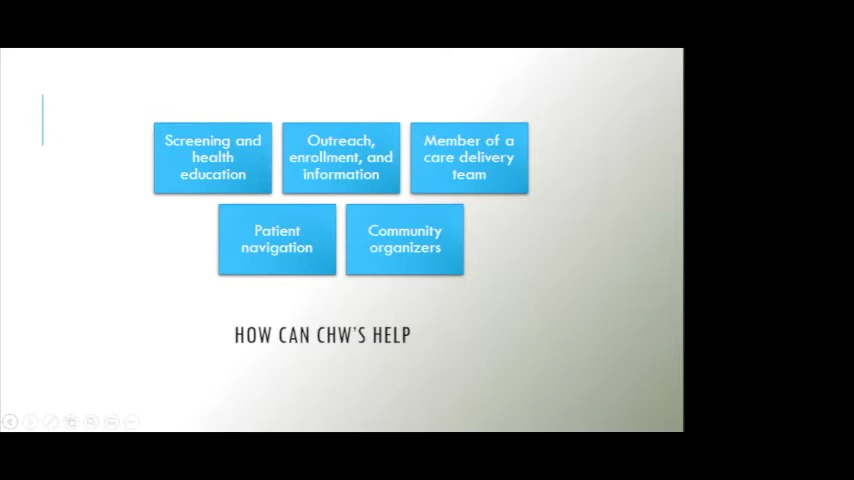 Screening and
health
education
Outreach,
enrollment, and
information
Member of a
care delivery
team
Patient
navigation
Community
organizers
HOW CAN CHW'S HELP